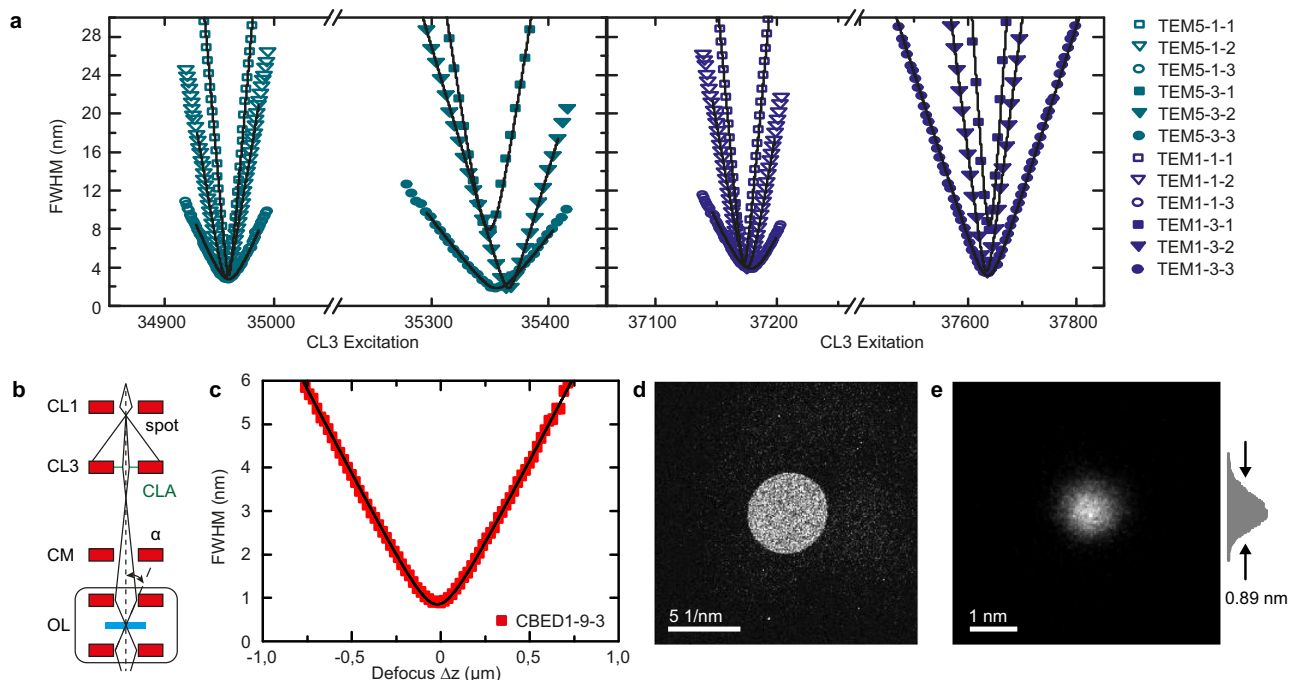 a
28
24
20
16
12
8
4
0
FWHM (nm)
34900 35000 35300 35400 37100 37200 37600 37800
CL3 Excitation CL3 Exitation
TEM5-1-1
TEM5-1-2
TEM5-1-3
TEM5-3-1
TEM5-3-2
TEM5-3-3
TEM1-1-1
TEM1-1-2
TEM1-1-3
TEM1-3-1
TEM1-3-2
TEM1-3-3
b
CL1
spot
CL3
CLA
CM
α
OL
c
6
5
4
3
2
1
0
FWHM (nm)
CBED1-9-3
-1,0 -0,5 0 0,5 1,0
Defocus Δz (μm)
d
5 1/nm
e
1 nm
0.89 nm